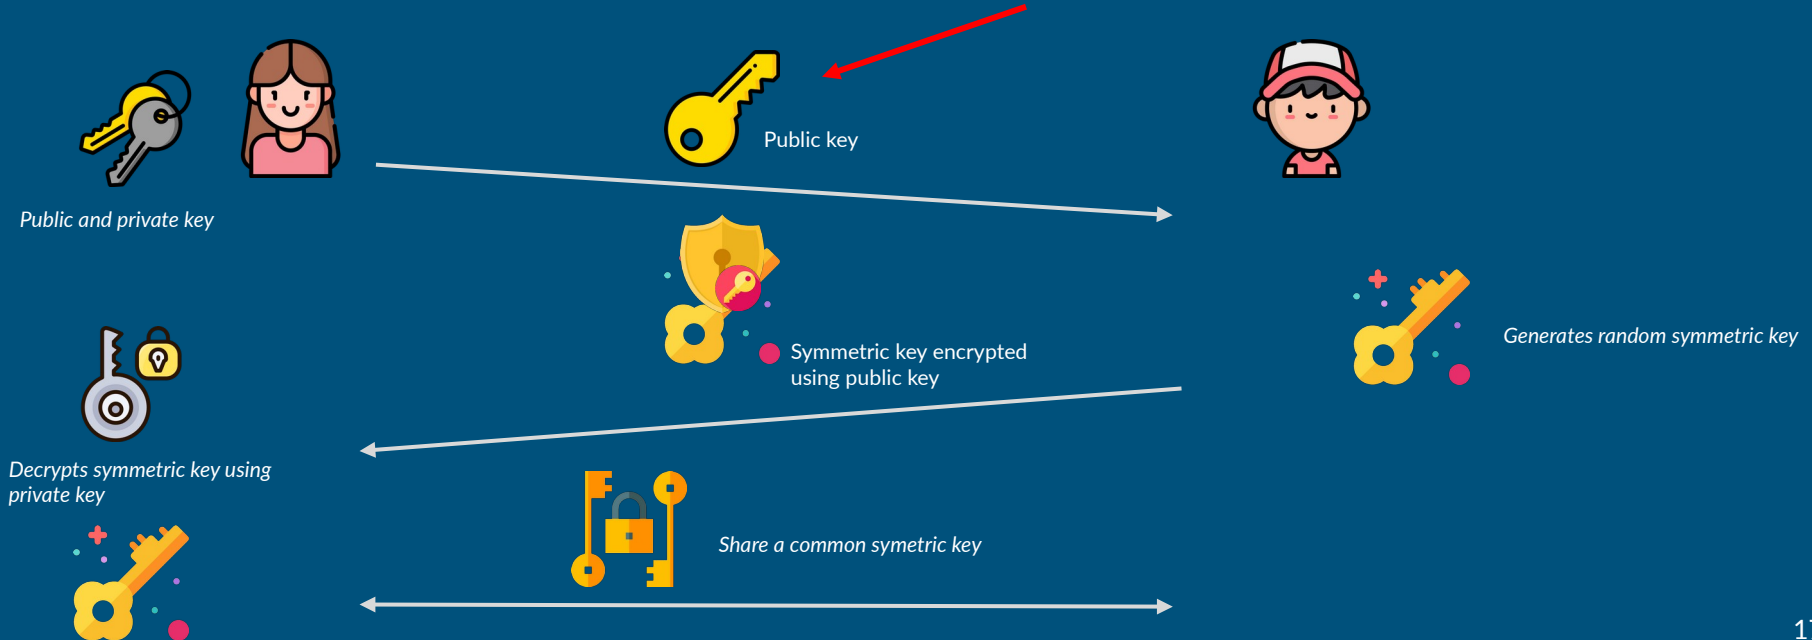 Public key
Public and private key
Generates random symmetric key
Symmetric key encrypted
using public key
Decrypts symmetric key using
private key
Share a common symetric key